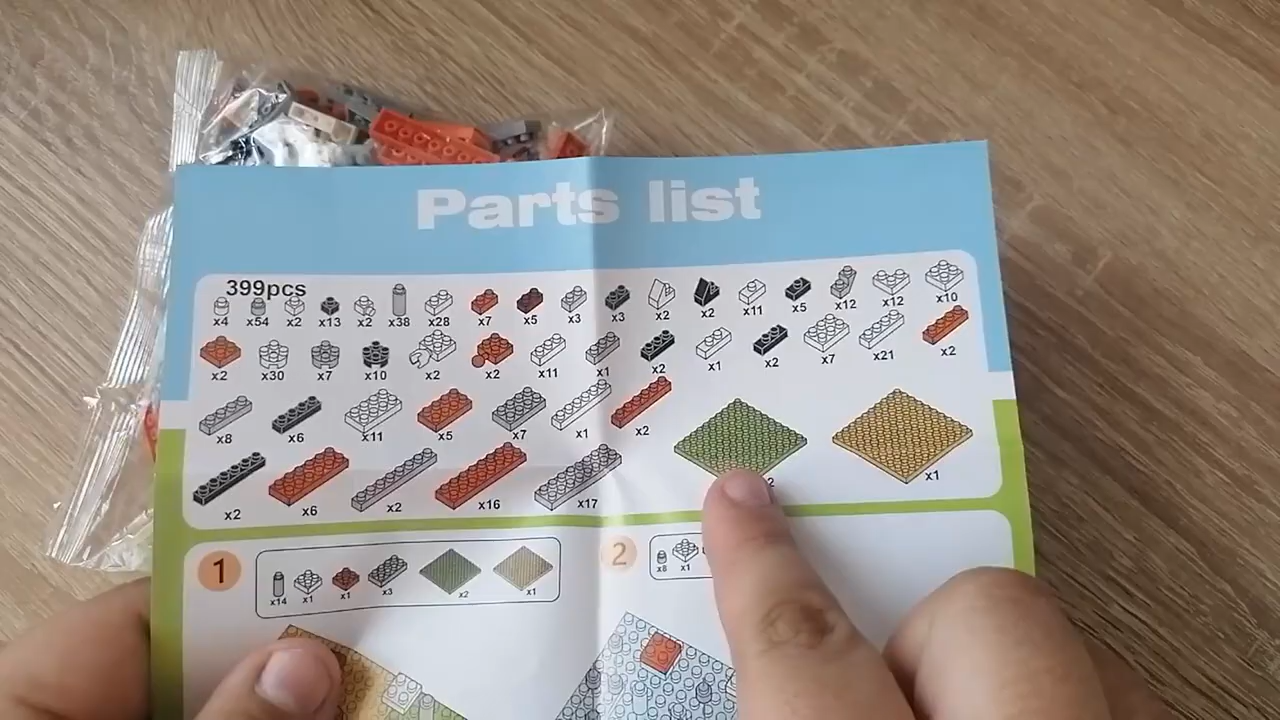 Parts list
399pcs
x4 x54 x2 x13 x2 x38 x28 x7 x5 x3 x3 x2 x2 x11 x5 x12 x12 x10
x2 x30 x7 x10 x2 x2 x11 x1 x2 x1 x2 x7 x21 x2
x8 x6 x11 x5 x7 x1 x2
x2 x6 x2 x16 x17 2 x1
1 2
x14 x1 x1 x3 x2 x1 x8 x1